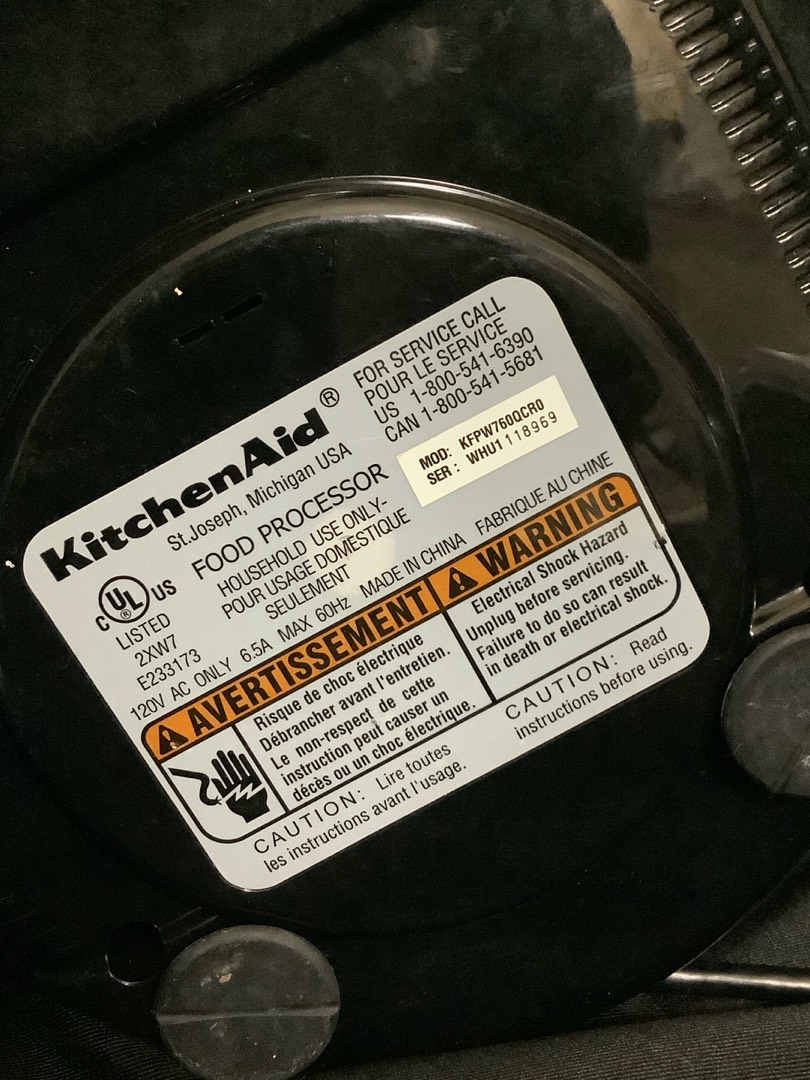 KitchenAid®
St.Joseph, Michigan USA
FOR SERVICE CALL
POUR LE SERVICE
US 1-800-541-6390
CAN 1-800-541-5681
MOD: KFPW760QCR0
SER: WHU1118969
C UL® US
LISTED
2XW7
E233173
FOOD PROCESSOR
HOUSEHOLD USE ONLY-
POUR USAGE DOMESTIQUE
SEULEMENT
120V AC ONLY 6.5A MAX 60Hz MADE IN CHINA FABRIQUE AU CHINE
AVERTISSEMENT
Risque de choc électrique
Débrancher avant l'entretien.
Le non-respect de cette
instruction peut causer un
décès ou un choc électrique.
CAUTION: Lire toutes
les instructions avant l'usage.
WARNING
Electrical Shock Hazard
Unplug before servicing.
Failure to do so can result
in death or electrical shock.
CAUTION: Read
instructions before using.